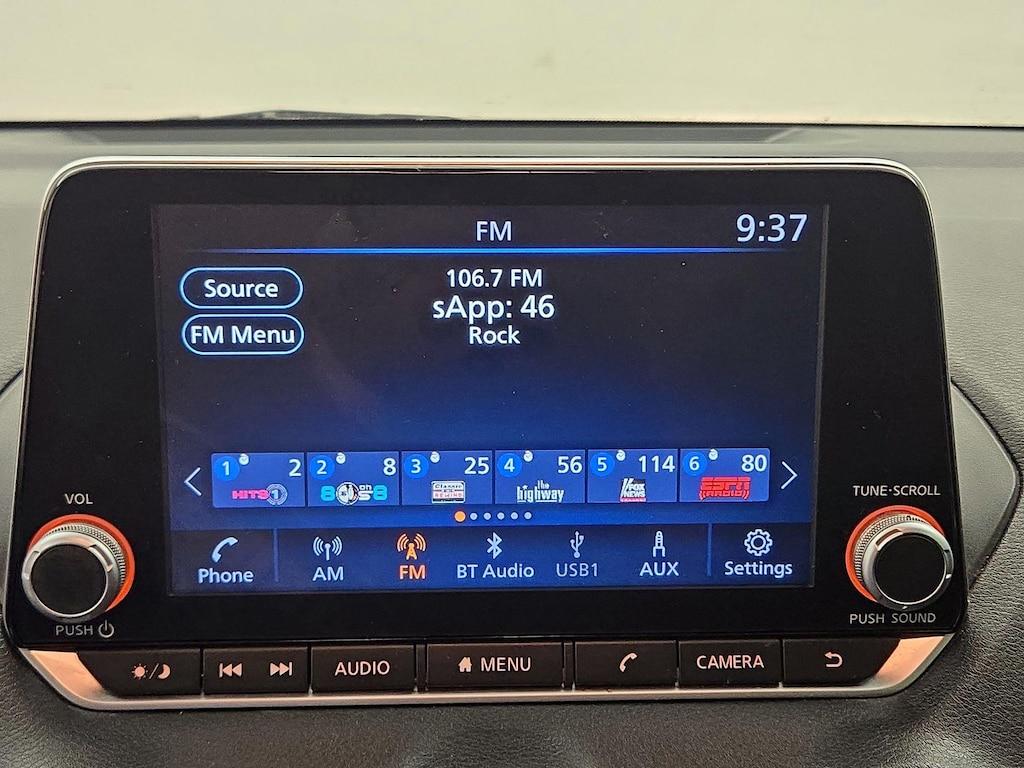 FM
9:37
Source
106.7 FM
sApp: 46
FM Menu
Rock
1 2
HITS 1
2 8
80s on 8
3 25
Classic
REWIND
4 56
the highway
5 114
FOX NEWS
6 80
ESPN
RADIO
VOL
TUNE·SCROLL
Phone
AM
FM
BT Audio
USB1
AUX
Settings
PUSH
PUSH SOUND
AUDIO
MENU
CAMERA